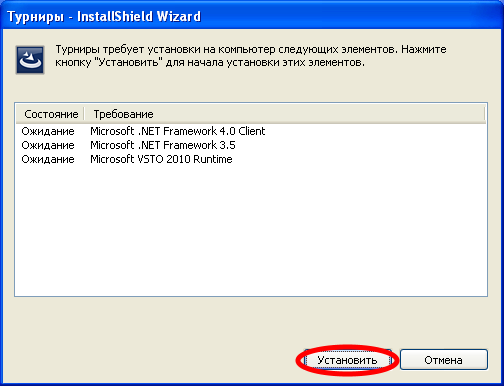 Турниры - InstallShield Wizard
Турниры требует установки на компьютер следующих элементов. Нажмите
кнопку "Установить" для начала установки этих элементов.
Состояние Требование
Ожидание Microsoft .NET Framework 4.0 Client
Ожидание Microsoft .NET Framework 3.5
Ожидание Microsoft VSTO 2010 Runtime
Установить Отмена